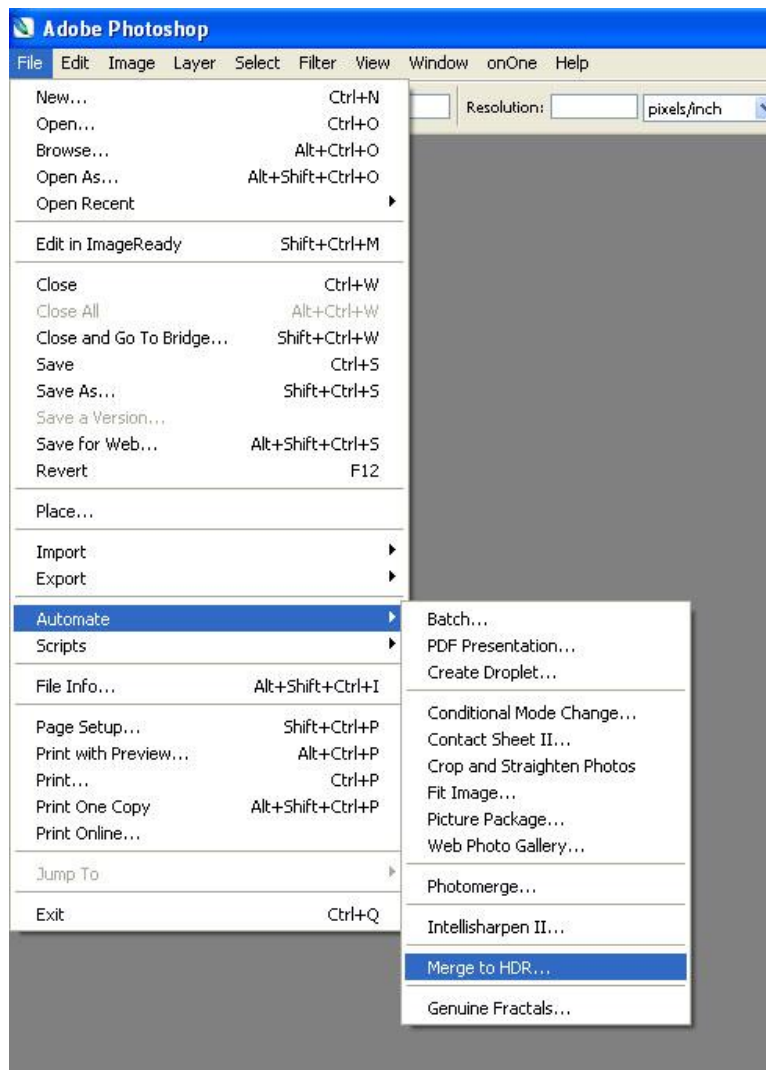 Adobe Photoshop
File Edit Image Layer Select Filter View Window onOne Help
Resolution: pixels/inch
New... Ctrl+N
Open... Ctrl+O
Browse... Alt+Ctrl+O
Open As... Alt+Shift+Ctrl+O
Open Recent
Edit in ImageReady Shift+Ctrl+M
Close Ctrl+W
Close All Alt+Ctrl+W
Close and Go To Bridge... Shift+Ctrl+W
Save Ctrl+S
Save As... Shift+Ctrl+S
Save a Version...
Save for Web... Alt+Shift+Ctrl+S
Revert F12
Place...
Import
Export
Automate
Scripts
File Info... Alt+Shift+Ctrl+I
Page Setup... Shift+Ctrl+P
Print with Preview... Alt+Ctrl+P
Print... Ctrl+P
Print One Copy Alt+Shift+Ctrl+P
Print Online...
Jump To
Exit Ctrl+Q
Batch...
PDF Presentation...
Create Droplet...
Conditional Mode Change...
Contact Sheet II...
Crop and Straighten Photos
Fit Image...
Picture Package...
Web Photo Gallery...
Photomerge...
Intellisharpen II...
Merge to HDR...
Genuine Fractals...